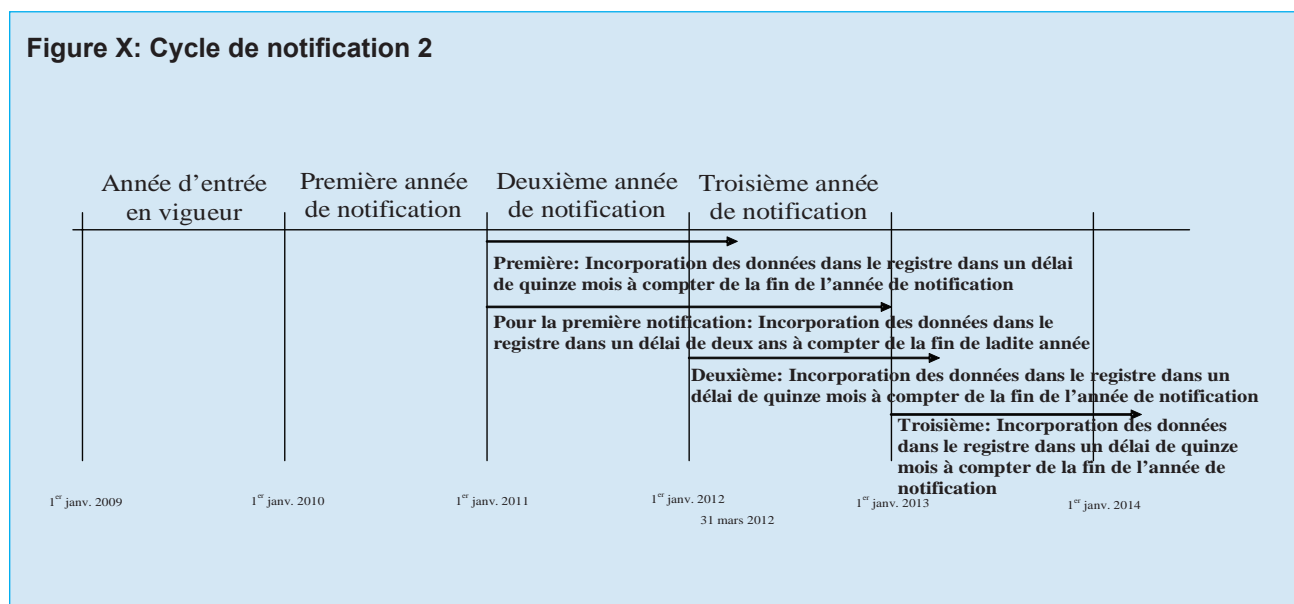 Figure X: Cycle de notification 2
Année d’entrée
en vigueur
Première année
de notification
Deuxième année
de notification
Troisième année
de notification
Première: Incorporation des données dans le registre dans un délai
de quinze mois à compter de la fin de l’année de notification
Pour la première notification: Incorporation des données dans le
registre dans un délai de deux ans à compter de la fin de ladite année
Deuxième: Incorporation des données dans le registre dans un
délai de quinze mois à compter de la fin de l’année de notification
Troisième: Incorporation des données
dans le registre dans un délai de quinze
mois à compter de la fin de l’année de
notification
1er janv. 2009
1er janv. 2010
1er janv. 2011
1er janv. 2012
31 mars 2012
1er janv. 2013
1er janv. 2014